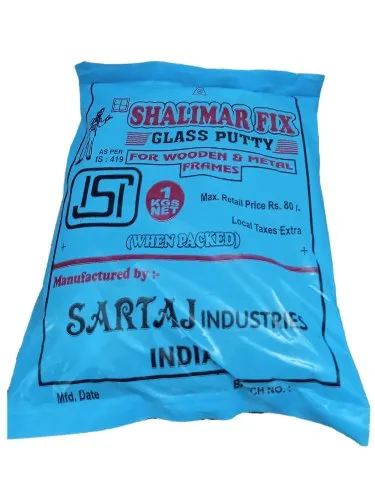 SHALIMAR FIX
GLASS PUTTY
AS PER
IS : 419
FOR WOODEN & METAL
FRAMES
1
KGS
NET
Max. Retail Price Rs. 80 /-
Local Taxes Extra
(WHEN PACKED)
Manufactured by :-
SARTAJ INDUSTRIES
INDIA
Mfd. Date
BATCH NO. :